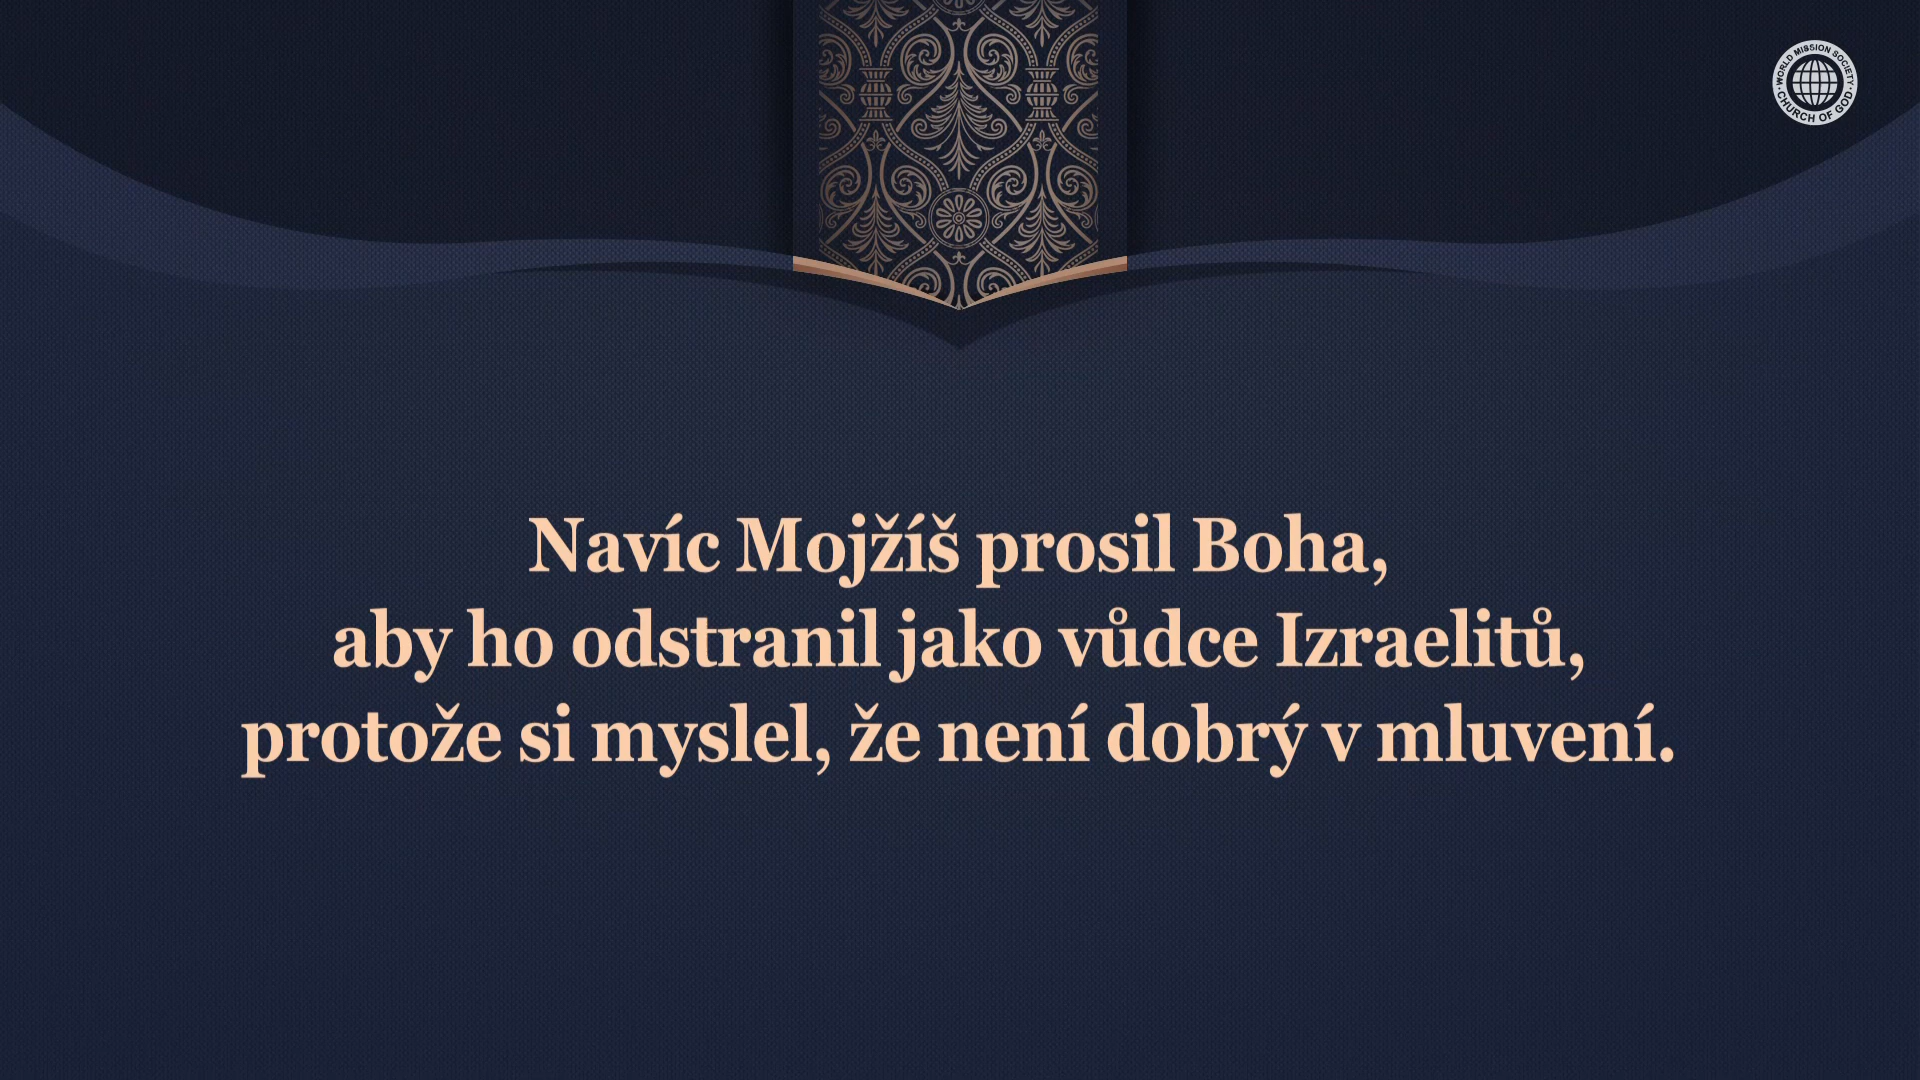 WORLD MISSION SOCIETY
CHURCH OF GOD
Navíc Mojžíš prosil Boha,
aby ho odstranil jako vůdce Izraelitů,
protože si myslel, že není dobrý v mluvení.